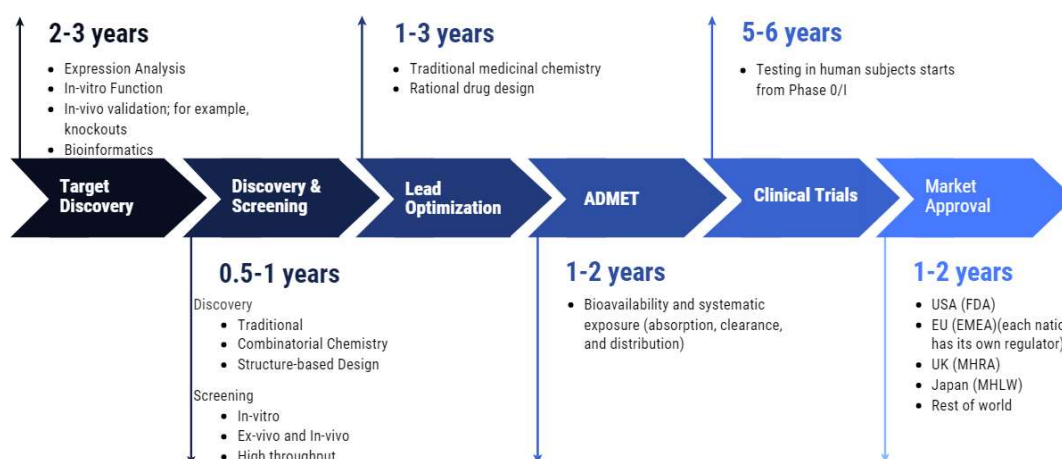 2-3 years
• Expression Analysis
• In-vitro Function
• In-vivo validation; for example,
knockouts
• Bioinformatics
1-3 years
• Traditional medicinal chemistry
• Rational drug design
5-6 years
• Testing in human subjects starts
from Phase 0/I
Target
Discovery
Discovery &
Screening
Lead
Optimization
ADMET
Clinical Trials
Market
Approval
0.5-1 years
Discovery
• Traditional
• Combinatorial Chemistry
• Structure-based Design
Screening
• In-vitro
• Ex-vivo and In-vivo
• High throughput
1-2 years
• Bioavailability and systematic
exposure (absorption, clearance,
and distribution)
1-2 years
• USA (FDA)
• EU (EMEA)(each natio
has its own regulator)
• UK (MHRA)
• Japan (MHLW)
• Rest of world